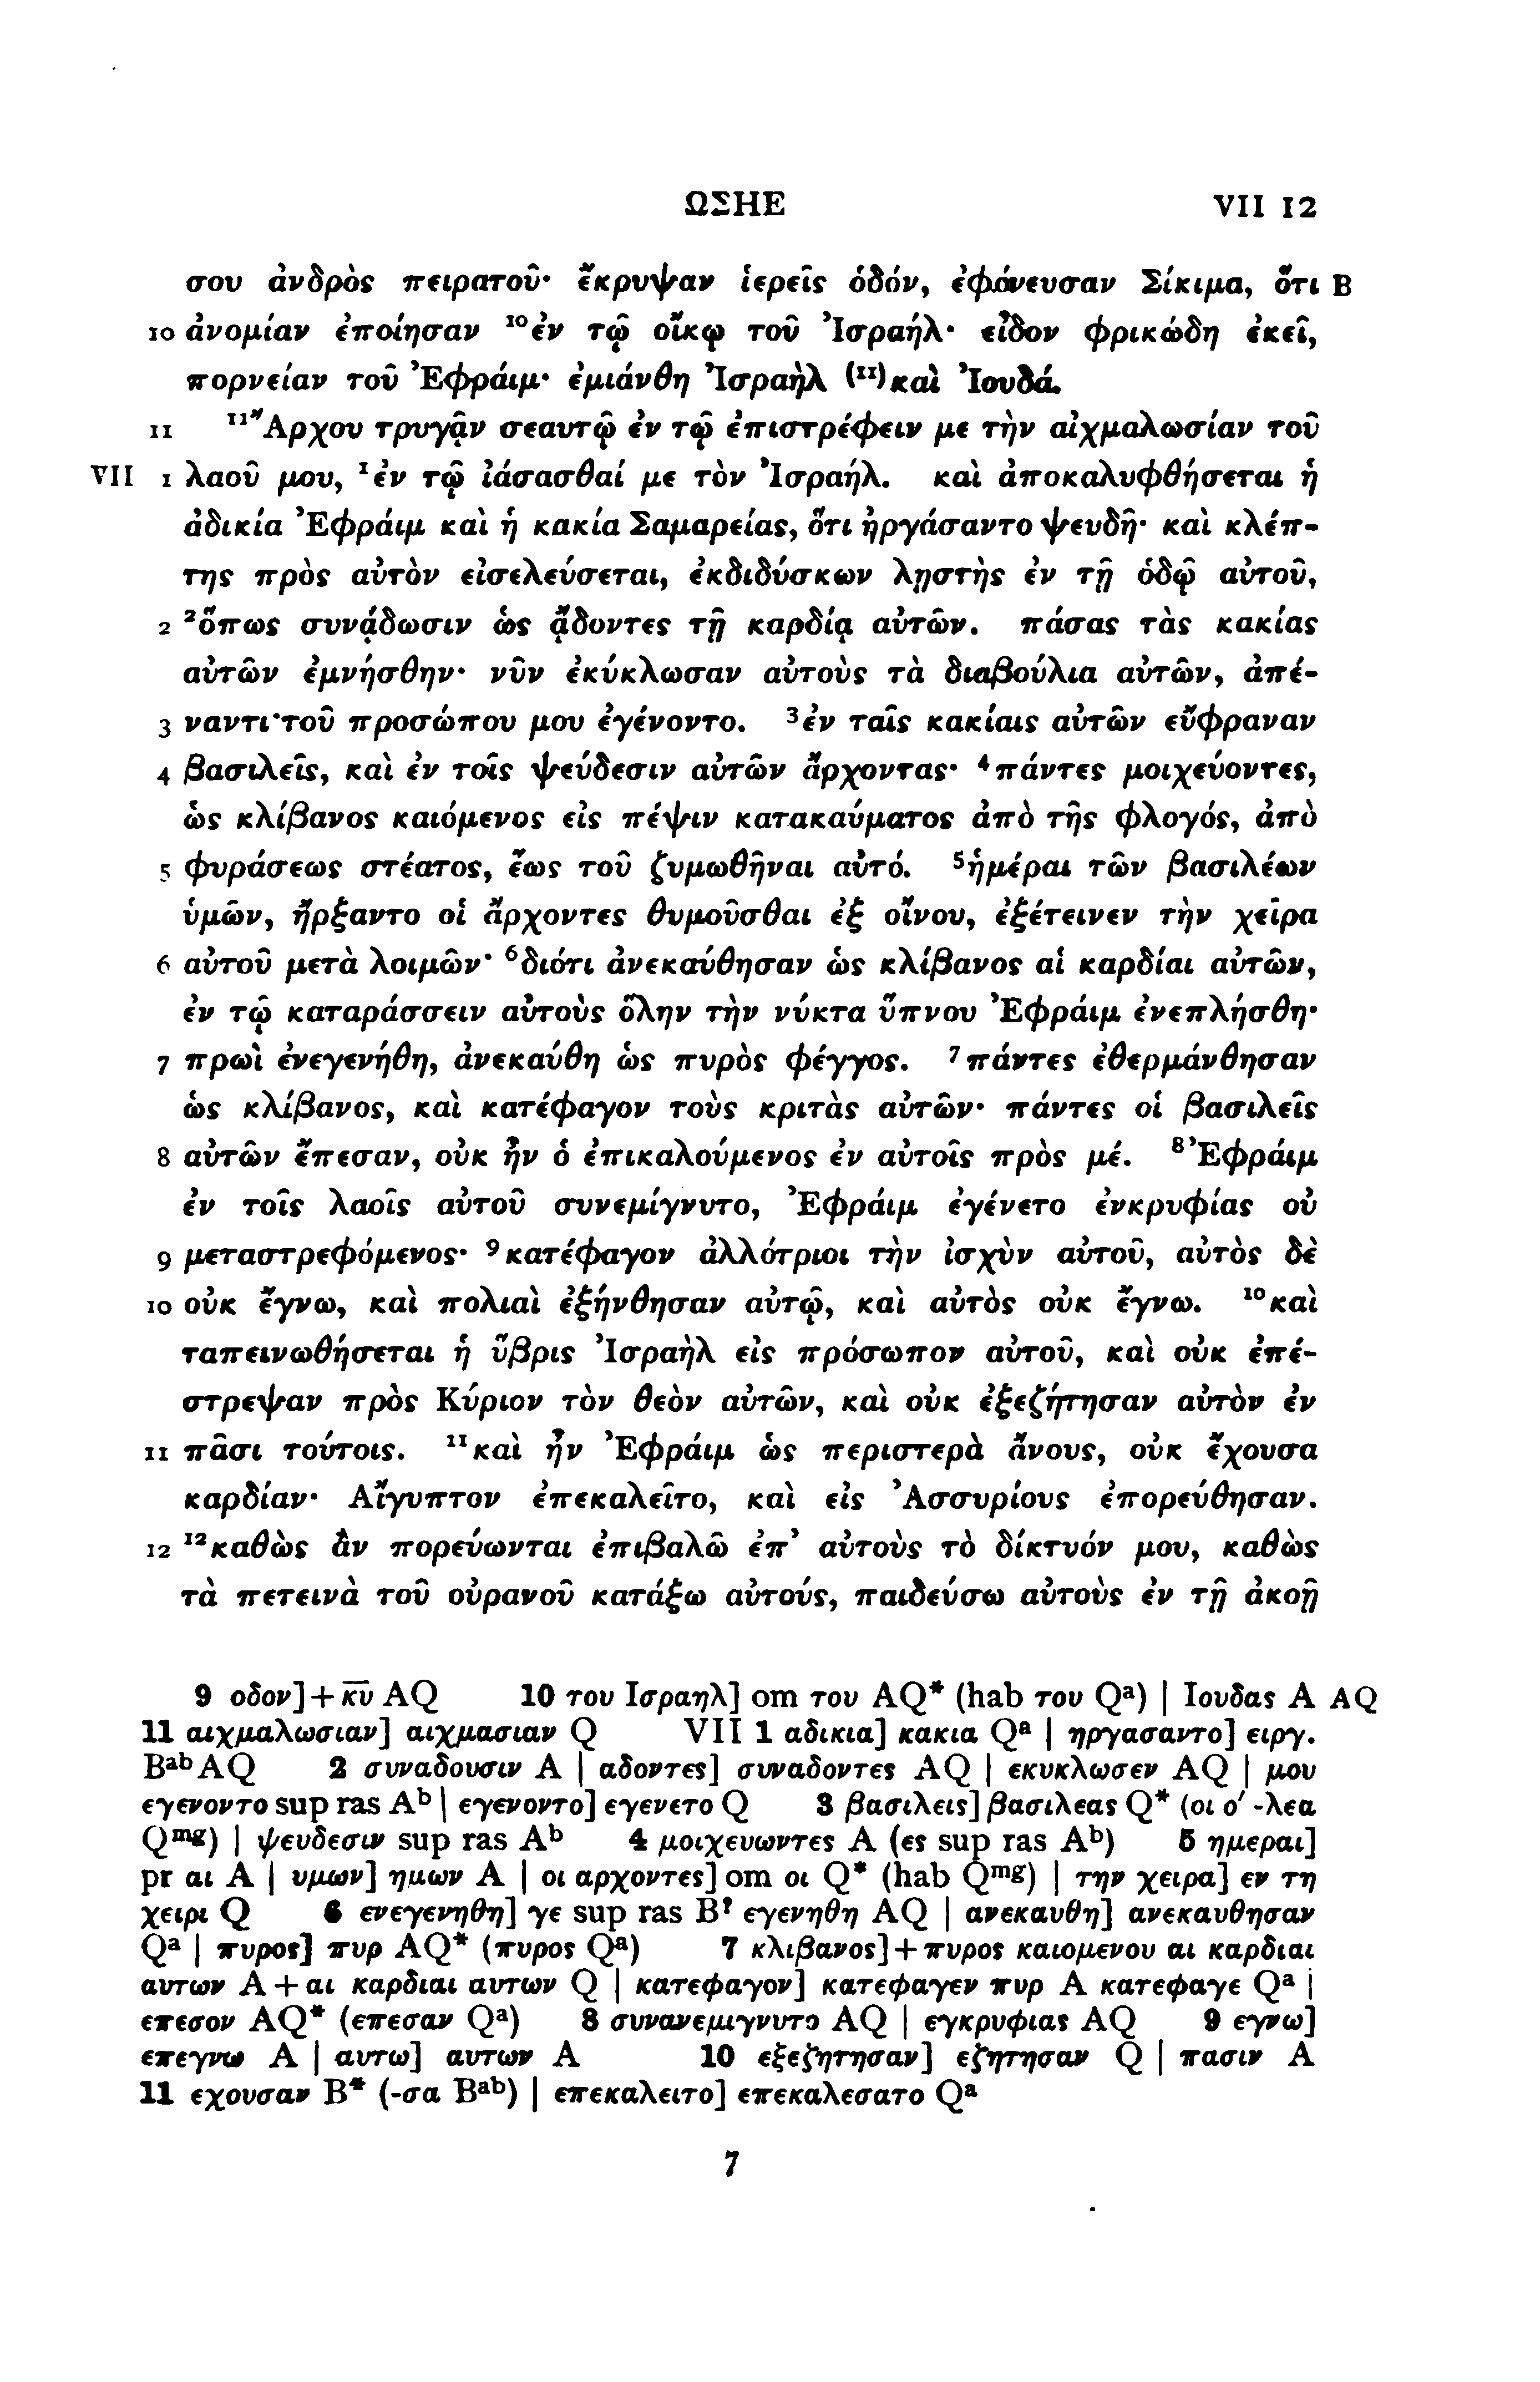 ΩΣΗΕ VII 12
σου ἀνδρὸς πειρατοῦ· ἔκρυψαν ἱερεῖς ὁδόν, ἐφόνευσαν Σίκιμα, ὅτι B
10 ἀνομίαν ἐποίησαν ¹⁰ἐν τῷ οἴκῳ τοῦ Ἰσραήλ· εἶδον φρικώδη ἐκεῖ,
πορνείαν τοῦ Ἐφράιμ· ἐμιάνθη Ἰσραὴλ (¹¹)καὶ Ἰουδά.
11 ¹¹Ἄρχου τρυγᾷν σεαυτῷ ἐν τῷ ἐπιστρέφειν με τὴν αἰχμαλωσίαν τοῦ
VII 1 λαοῦ μου, ¹ἐν τῷ ἰάσασθαί με τὸν Ἰσραήλ. καὶ ἀποκαλυφθήσεται ἡ
ἀδικία Ἐφράιμ καὶ ἡ κακία Σαμαρείας, ὅτι ἠργάσαντο ψευδῆ· καὶ κλέπ-
της πρὸς αὐτὸν εἰσελεύσεται, ἐκδιδύσκων λῃστὴς ἐν τῇ ὁδῷ αὐτοῦ,
2 ²ὅπως συνᾴδωσιν ὡς ᾄδοντες τῇ καρδίᾳ αὐτῶν. πάσας τὰς κακίας
αὐτῶν ἐμνήσθην· νῦν ἐκύκλωσαν αὐτοὺς τὰ διαβούλια αὐτῶν, ἀπέ-
3 ναντι τοῦ προσώπου μου ἐγένοντο. ³ἐν ταῖς κακίαις αὐτῶν εὔφραναν
4 βασιλεῖς, καὶ ἐν τοῖς ψεύδεσιν αὐτῶν ἄρχοντας· ⁴πάντες μοιχεύοντες,
ὡς κλίβανος καιόμενος εἰς πέψιν κατακαύματος ἀπὸ τῆς φλογός, ἀπὸ
5 φυράσεως στέατος, ἕως τοῦ ζυμωθῆναι αὐτό. ⁵ἡμέραι τῶν βασιλέων
ὑμῶν, ἤρξαντο οἱ ἄρχοντες θυμοῦσθαι ἐξ οἴνου, ἐξέτεινεν τὴν χεῖρα
6 αὐτοῦ μετὰ λοιμῶν· ⁶διότι ἀνεκαύθησαν ὡς κλίβανος αἱ καρδίαι αὐτῶν,
ἐν τῷ καταράσσειν αὐτοὺς ὅλην τὴν νύκτα ὕπνου Ἐφράιμ ἐνεπλήσθη·
7 πρωὶ ἐνεγενήθη, ἀνεκαύθη ὡς πυρὸς φέγγος. ⁷πάντες ἐθερμάνθησαν
ὡς κλίβανος, καὶ κατέφαγον τοὺς κριτὰς αὐτῶν· πάντες οἱ βασιλεῖς
8 αὐτῶν ἔπεσαν, οὐκ ἦν ὁ ἐπικαλούμενος ἐν αὐτοῖς πρὸς μέ. ⁸Ἐφράιμ
ἐν τοῖς λαοῖς αὐτοῦ συνεμίγνυτο, Ἐφράιμ ἐγένετο ἐνκρυφίας οὐ
9 μεταστρεφόμενος· ⁹κατέφαγον ἀλλότριοι τὴν ἰσχὺν αὐτοῦ, αὐτὸς δὲ
10 οὐκ ἔγνω, καὶ πολιαὶ ἐξήνθησαν αὐτῷ, καὶ αὐτὸς οὐκ ἔγνω. ¹⁰καὶ
ταπεινωθήσεται ἡ ὕβρις Ἰσραὴλ εἰς πρόσωπον αὐτοῦ, καὶ οὐκ ἐπέ-
στρεψαν πρὸς Κύριον τὸν θεὸν αὐτῶν, καὶ οὐκ ἐξεζήτησαν αὐτὸν ἐν
11 πᾶσι τούτοις. ¹¹καὶ ἦν Ἐφράιμ ὡς περιστερὰ ἄνους, οὐκ ἔχουσα
καρδίαν· Αἴγυπτον ἐπεκαλεῖτο, καὶ εἰς Ἀσσυρίους ἐπορεύθησαν.
12 ¹²καθὼς ἂν πορεύωνται ἐπιβαλῶ ἐπ’ αὐτοὺς τὸ δίκτυόν μου, καθὼς
τὰ πετεινὰ τοῦ οὐρανοῦ κατάξω αὐτούς, παιδεύσω αὐτοὺς ἐν τῇ ἀκοῇ
9 οδον]+κ̅υ̅ AQ 10 του Ισραηλ] om του AQ* (hab του Qᵃ) | Ιουδας A AQ
11 αιχμαλωσιαν] αιχμασιαν Q VII 1 αδικια] κακια Qᵃ | ηργασαντο] ειργ.
Bᵃᵇ AQ 2 συναδουσιν A | αδοντες] συναδοντες AQ | εκυκλωσεν AQ | μου
εγενοντο sup ras Aᵇ | εγενοντο] εγενετο Q 3 βασιλεις] βασιλεας Q* (οι ο′ -λεα
Qᵐᵍ) | ψευδεσιν sup ras Aᵇ 4 μοιχευωντες A (ες sup ras Aᵇ) 5 ημεραι]
pr αι A | υμων] ημων A | οι αρχοντες] om οι Q* (hab Qᵐᵍ) | την χειρα] εν τη
χειρι Q 6 ενεγενηθη] γε sup ras B? εγενηθη AQ | ανεκαυθη] ανεκαυθησαν
Qᵃ | πυρος] πυρ AQ* (πυρος Qᵃ) 7 κλιβανος]+πυρος καιομενου αι καρδιαι
αυτων A + αι καρδιαι αυτων Q | κατεφαγον] κατεφαγεν πυρ A κατεφαγε Qᵃ |
επεσον AQ* (επεσαν Qᵃ) 8 συνανεμιγνυτο AQ | εγκρυφιας AQ 9 εγνω]
επεγνω A | αυτω] αυτων A 10 εξεζητησαν] εζητησαν Q | πασιν A
11 εχουσαν B* (-σα Bᵃᵇ) | επεκαλειτο] επεκαλεσατο Qᵃ
7